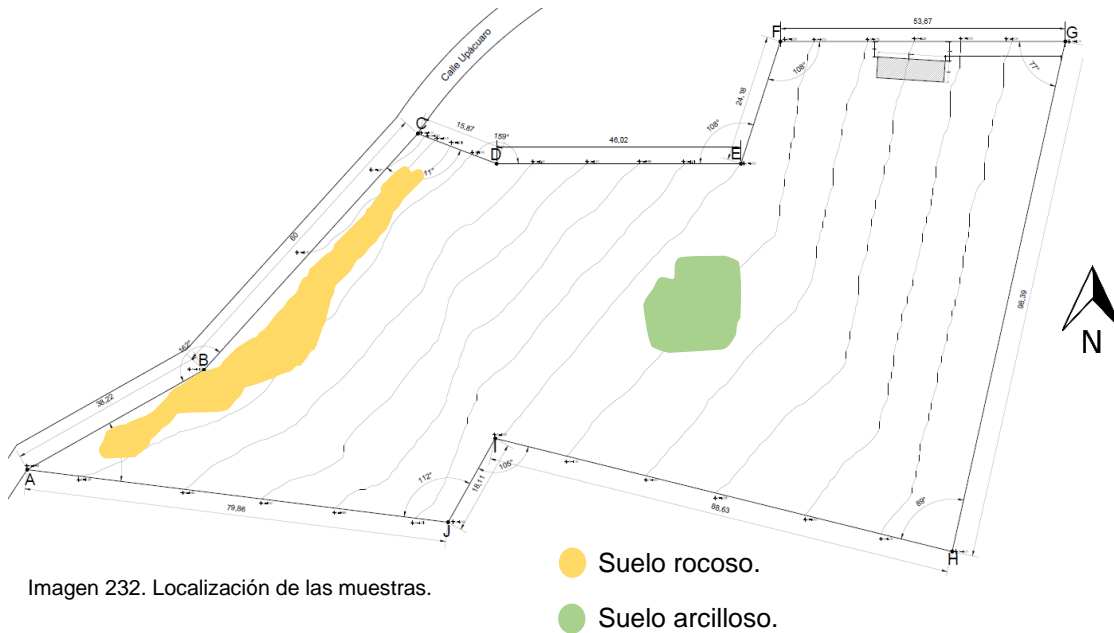 53,67
F
G
Calle Upácuaro
108°
77°
24,18
C
15,87
159°
108°
46,02
D
E
11°
60
98,39
N
162°
B
38,22
I
105°
A
112°
18,11
79,86
88,63
89°
J
H
Suelo rocoso.
Imagen 232. Localización de las muestras.
Suelo arcilloso.